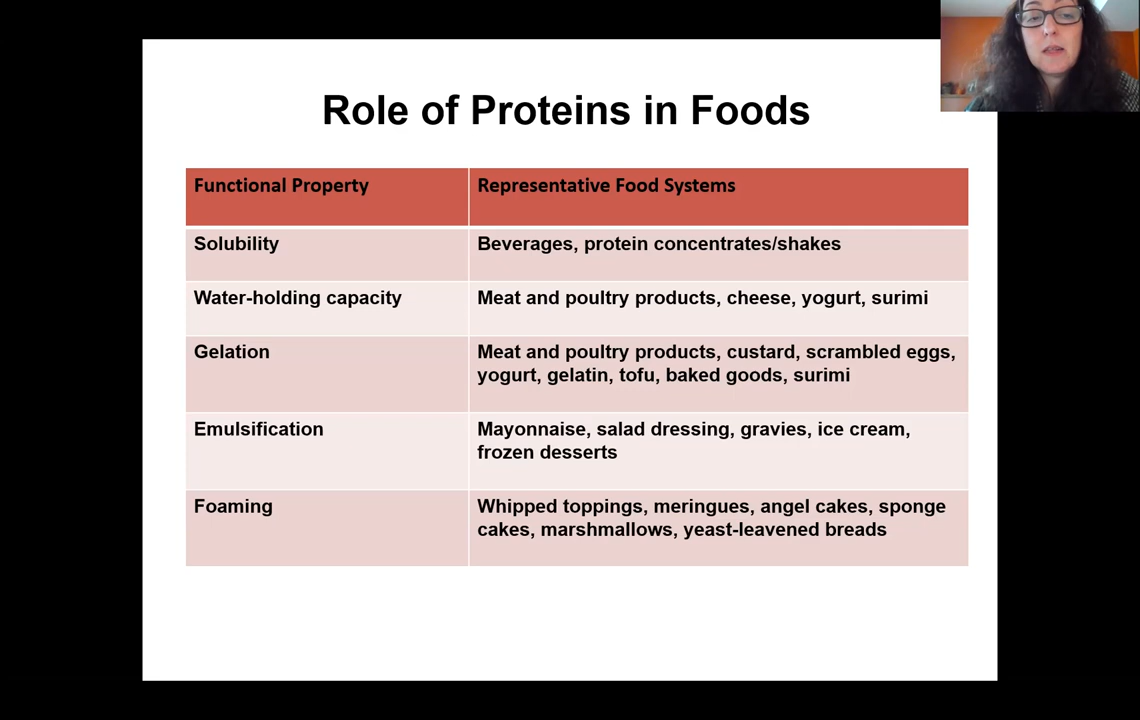 Role of Proteins in Foods
Functional Property
Representative Food Systems
Solubility
Beverages, protein concentrates/shakes
Water-holding capacity
Meat and poultry products, cheese, yogurt, surimi
Gelation
Meat and poultry products, custard, scrambled eggs,
yogurt, gelatin, tofu, baked goods, surimi
Emulsification
Mayonnaise, salad dressing, gravies, ice cream,
frozen desserts
Foaming
Whipped toppings, meringues, angel cakes, sponge
cakes, marshmallows, yeast-leavened breads